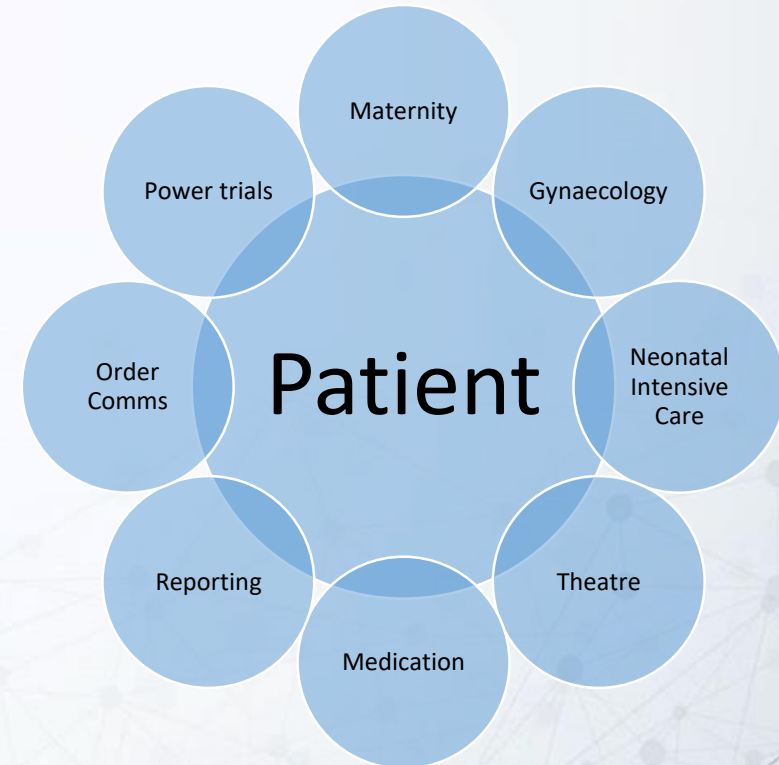 Maternity
Power trials
Gynaecology
Order
Comms
Patient
Neonatal
Intensive
Care
Reporting
Theatre
Medication